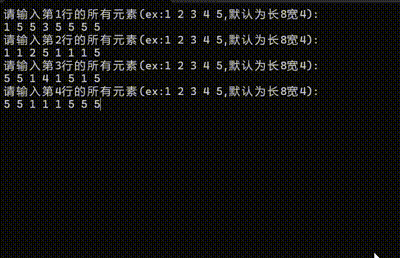 请输入第1行的所有元素(ex:1 2 3 4 5,默认为长8宽4):
1 5 5 3 5 5 5 5
请输入第2行的所有元素(ex:1 2 3 4 5,默认为长8宽4):
1 1 2 5 1 1 1 5
请输入第3行的所有元素(ex:1 2 3 4 5,默认为长8宽4):
5 5 1 4 1 5 1 5
请输入第4行的所有元素(ex:1 2 3 4 5,默认为长8宽4):
5 5 1 1 1 5 5 5